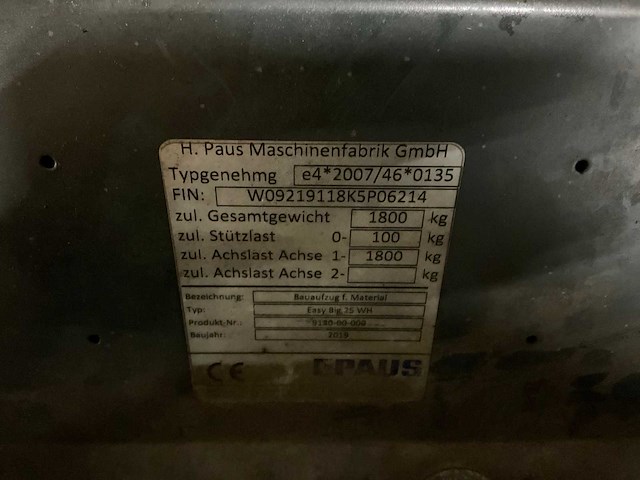 H. Paus Maschinenfabrik GmbH
Typgenehmg e4*2007/46*0135
FIN: W09219118K5P06214
zul. Gesamtgewicht 1800 kg
zul. Stützlast 0- 100 kg
zul. Achslast Achse 1- 1800 kg
zul. Achslast Achse 2- kg
Bezeichnung: Bauaufzug f. Material
Typ: Easy Big 25 WH
Produkt Nr.:
Baujahr: 2019
CE PAUS